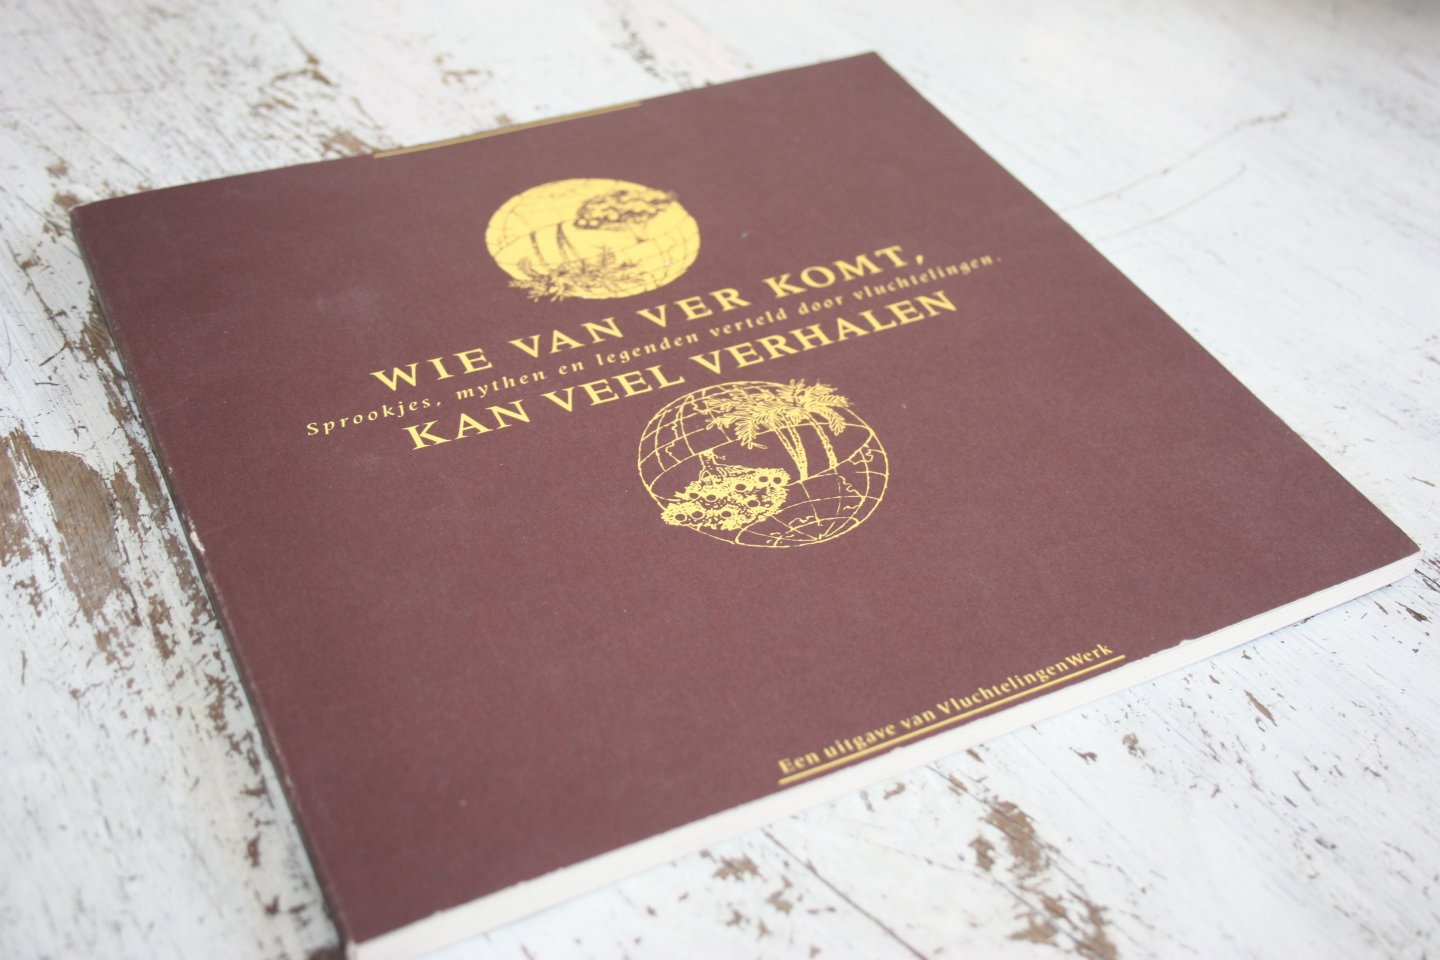 WIE VAN VER KOMT,
Sprookjes, mythen en legenden verteld door vluchtelingen.
KAN VEEL VERHALEN
Een uitgave van VluchtelingenWerk